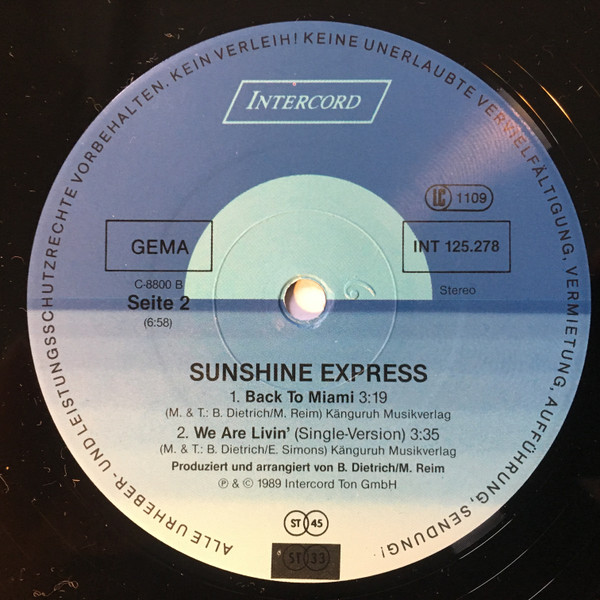 ALLE URHEBER- UND LEISTUNGSSCHUTZRECHTE VORBEHALTEN. KEIN VERLEIH! KEINE UNERLAUBTE VERVIELFÄLTIGUNG, VERMIETUNG, AUFFÜHRUNG, SENDUNG!
INTERCORD
LC 1109
GEMA
INT 125.278
C-8800 B
Seite 2
(6:58)
Stereo
SUNSHINE EXPRESS
1. Back To Miami 3:19
(M. & T.: B. Dietrich/M. Reim) Känguruh Musikverlag
2. We Are Livin' (Single-Version) 3:35
(M. & T.: B. Dietrich/E. Simons) Känguruh Musikverlag
Produziert und arrangiert von B. Dietrich/M. Reim
℗ & © 1989 Intercord Ton GmbH
ST 45
ST 33